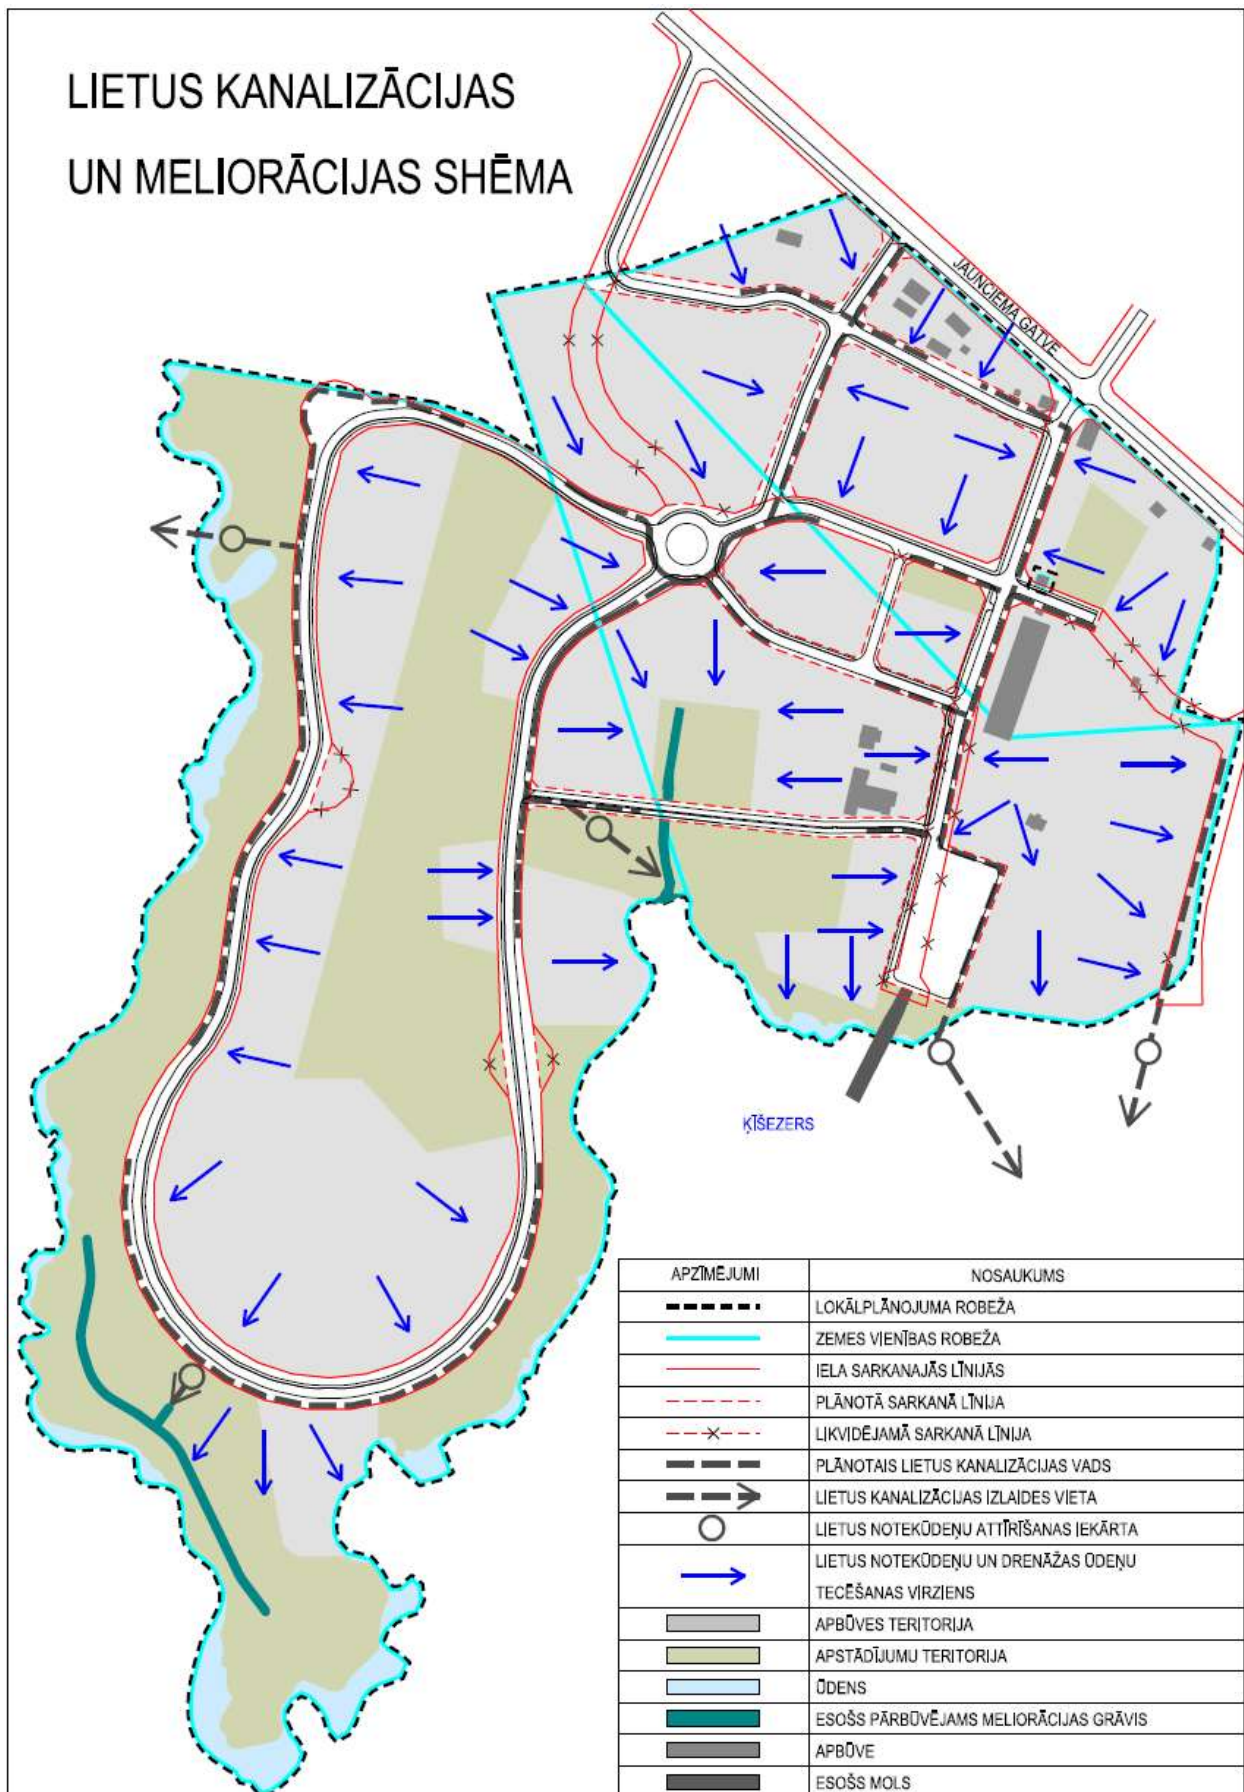 LIETUS KANALIZĀCIJAS
UN MELIORĀCIJAS SHĒMA
JAUNCIEMA GATVE
ĶĪŠEZERS
APZĪMĒJUMI NOSAUKUMS
LOKĀLPLĀNOJUMA ROBEŽA
ZEMES VIENĪBAS ROBEŽA
IELA SARKANAJĀS LĪNIJĀS
PLĀNOTĀ SARKANĀ LĪNIJA
LIKVIDĒJAMĀ SARKANĀ LĪNIJA
PLĀNOTAIS LIETUS KANALIZĀCIJAS VADS
LIETUS KANALIZĀCIJAS IZLAIDES VIETA
LIETUS NOTEKŪDEŅU ATTĪRĪŠANAS IEKĀRTA
LIETUS NOTEKŪDEŅU UN DRENĀŽAS ŪDEŅU
TECĒŠANAS VIRZIENS
APBŪVES TERITORIJA
APSTĀDĪJUMU TERITORIJA
ŪDENS
ESOŠS PĀRBŪVĒJAMS MELIORĀCIJAS GRĀVIS
APBŪVE
ESOŠS MOLS